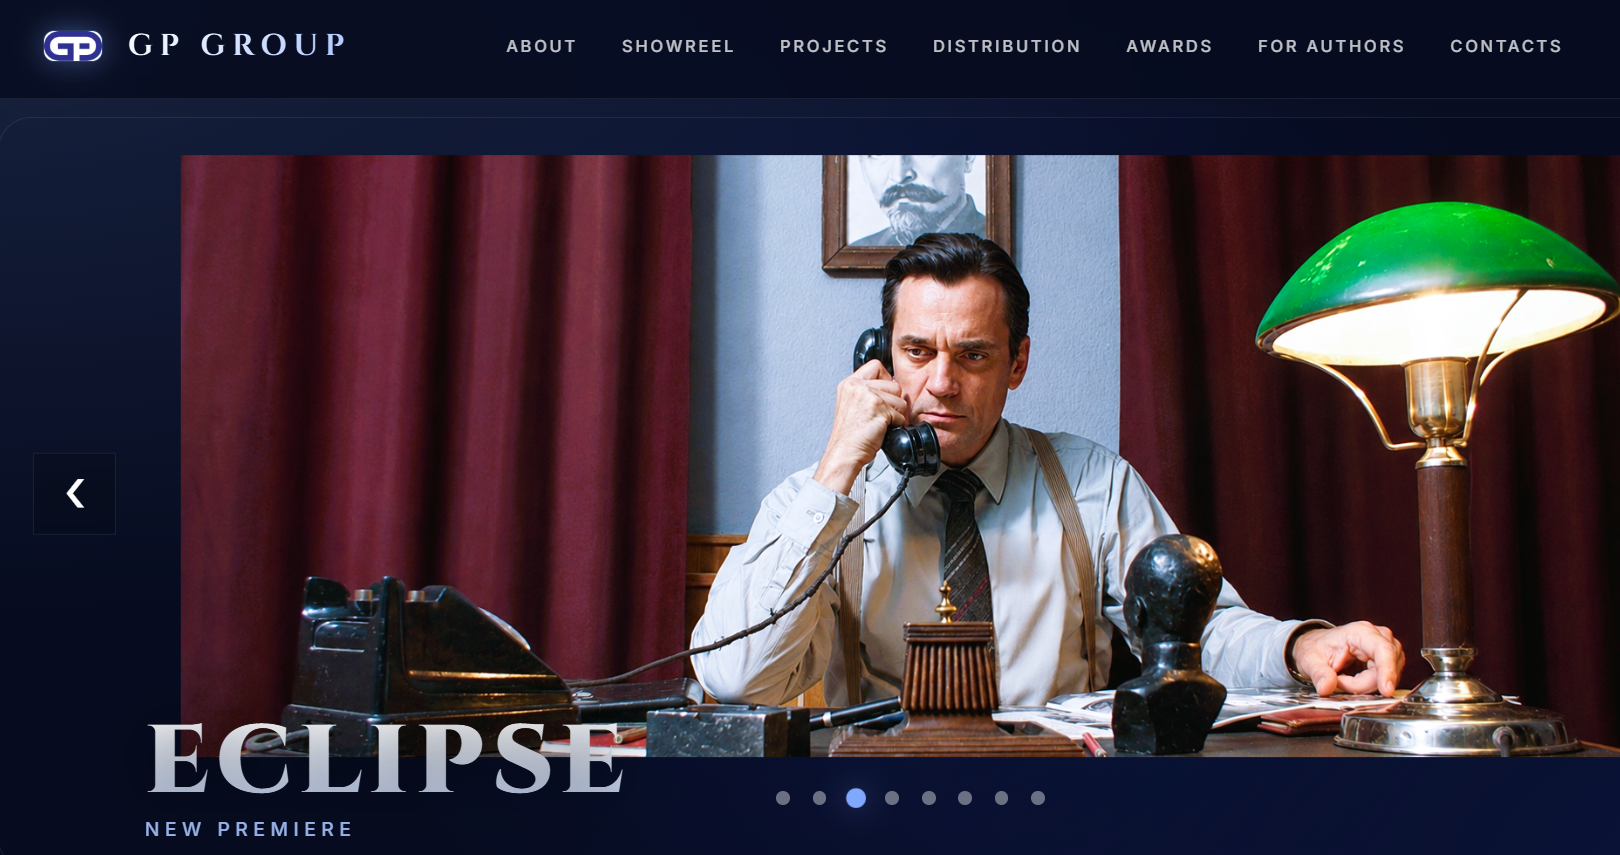 GP GROUP
ABOUT SHOWREEL PROJECTS DISTRIBUTION AWARDS FOR AUTHORS CONTACTS
ECLIPSE
NEW PREMIERE